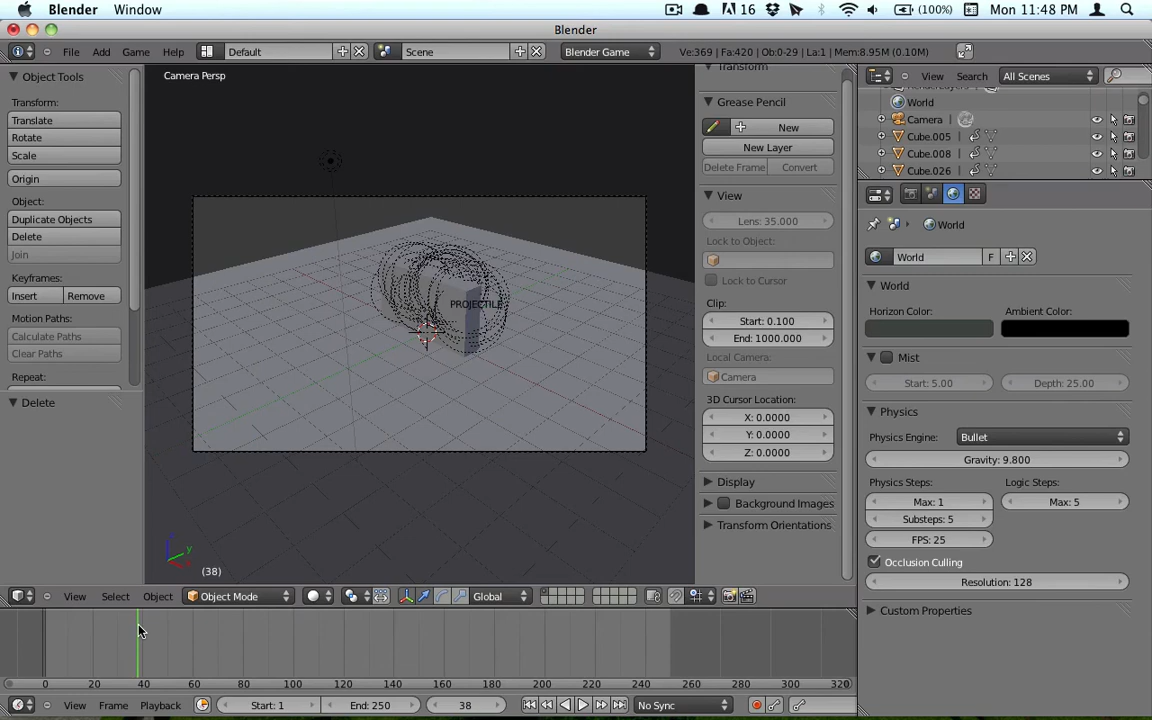 Blender Window 16 (100%) Mon 11:48 PM
Blender
File Add Game Help Default Scene Blender Game Ve:369 | Fa:420 | Ob:0-29 | La:1 | Mem:8.95M (0.10M)
Object Tools
Transform:
Translate
Rotate
Scale
Origin
Object:
Duplicate Objects
Delete
Join
Keyframes:
Insert Remove
Motion Paths:
Calculate Paths
Clear Paths
Repeat:
Delete
Camera Persp
PROJECTILE
(38)
Transform
Grease Pencil
New
New Layer
Delete Frame Convert
View
Lens: 35.000
Lock to Object:
Lock to Cursor
Clip:
Start: 0.100
End: 1000.000
Local Camera:
Camera
3D Cursor Location:
X: 0.0000
Y: 0.0000
Z: 0.0000
Display
Background Images
Transform Orientations
View Search All Scenes
World
Camera
Cube.005
Cube.008
Cube.026
World
World F
World
Horizon Color: Ambient Color:
Mist
Start: 5.00 Depth: 25.00
Physics
Physics Engine: Bullet
Gravity: 9.800
Physics Steps: Logic Steps:
Max: 1 Max: 5
Substeps: 5
FPS: 25
Occlusion Culling
Resolution: 128
Custom Properties
View Select Object Object Mode Global
0 20 40 60 80 100 120 140 160 180 200 220 240 260 280 300 320
View Frame Playback Start: 1 End: 250 38 No Sync